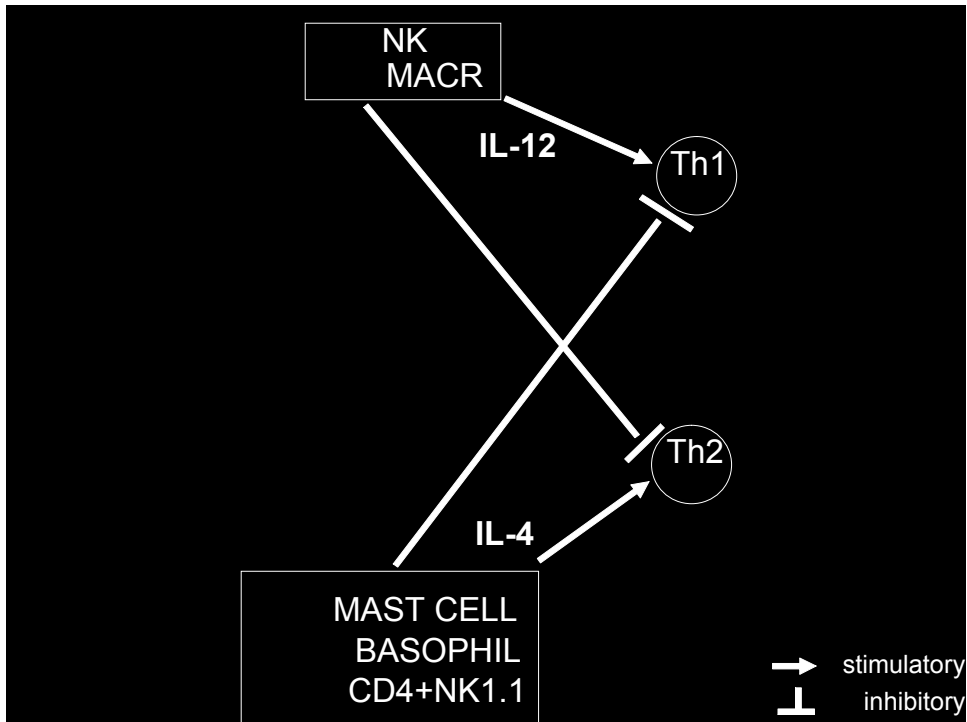 NK
MACR
IL-12
Th1
Th2
IL-4
MAST CELL
BASOPHIL
CD4+NK1.1
stimulatory
inhibitory